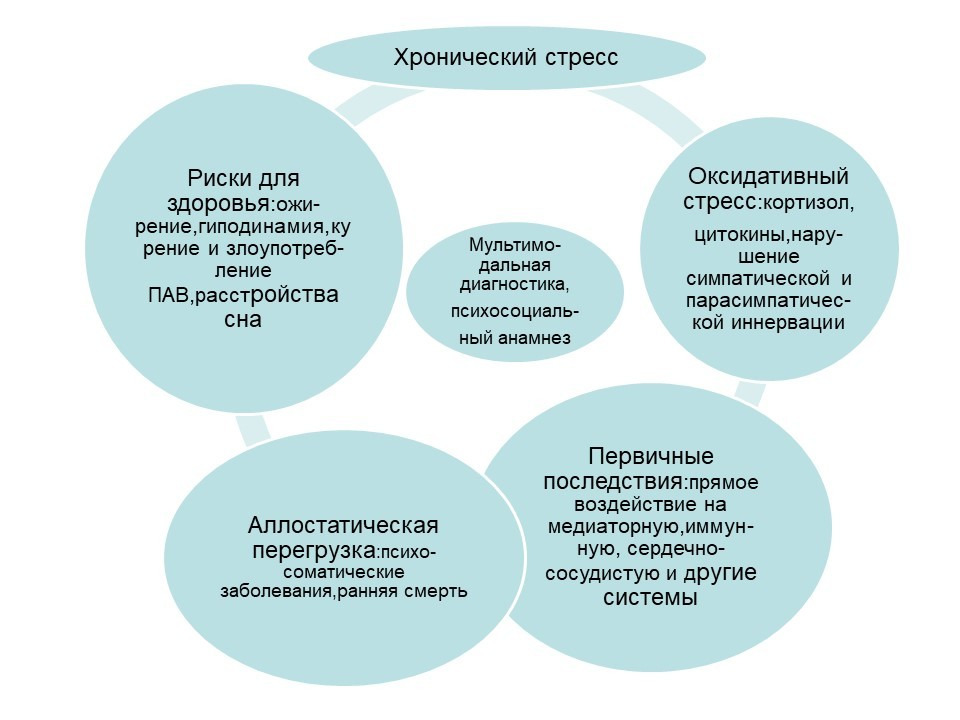 Хронический стресс
Риски для
здоровья:ожи-
рение,гиподинамия,ку
рение и злоупотреб-
ление
ПАВ,расстройства
сна
Оксидативный
стресс:кортизол,
цитокины,нару-
шение
симпатической и
парасимпатичес-
кой иннервации
Мультимо-
дальная
диагностика,
психосоциаль-
ный анамнез
Первичные
последствия:прямое
воздействие на
медиаторную,иммун-
ную, сердечно-
сосудистую и другие
системы
Аллостатическая
перегрузка:психо-
соматические
заболевания,ранняя смерть